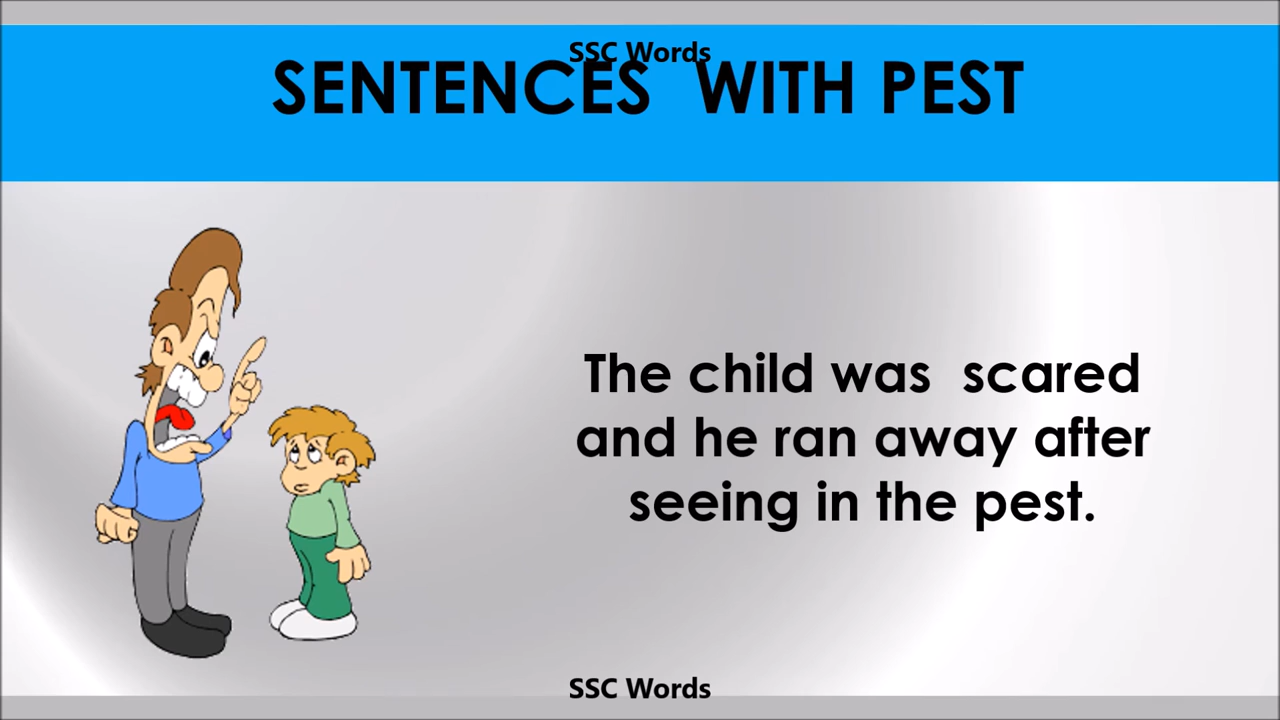 SSC Words
SENTENCES WITH PEST
The child was scared
and he ran away after
seeing in the pest.
SSC Words